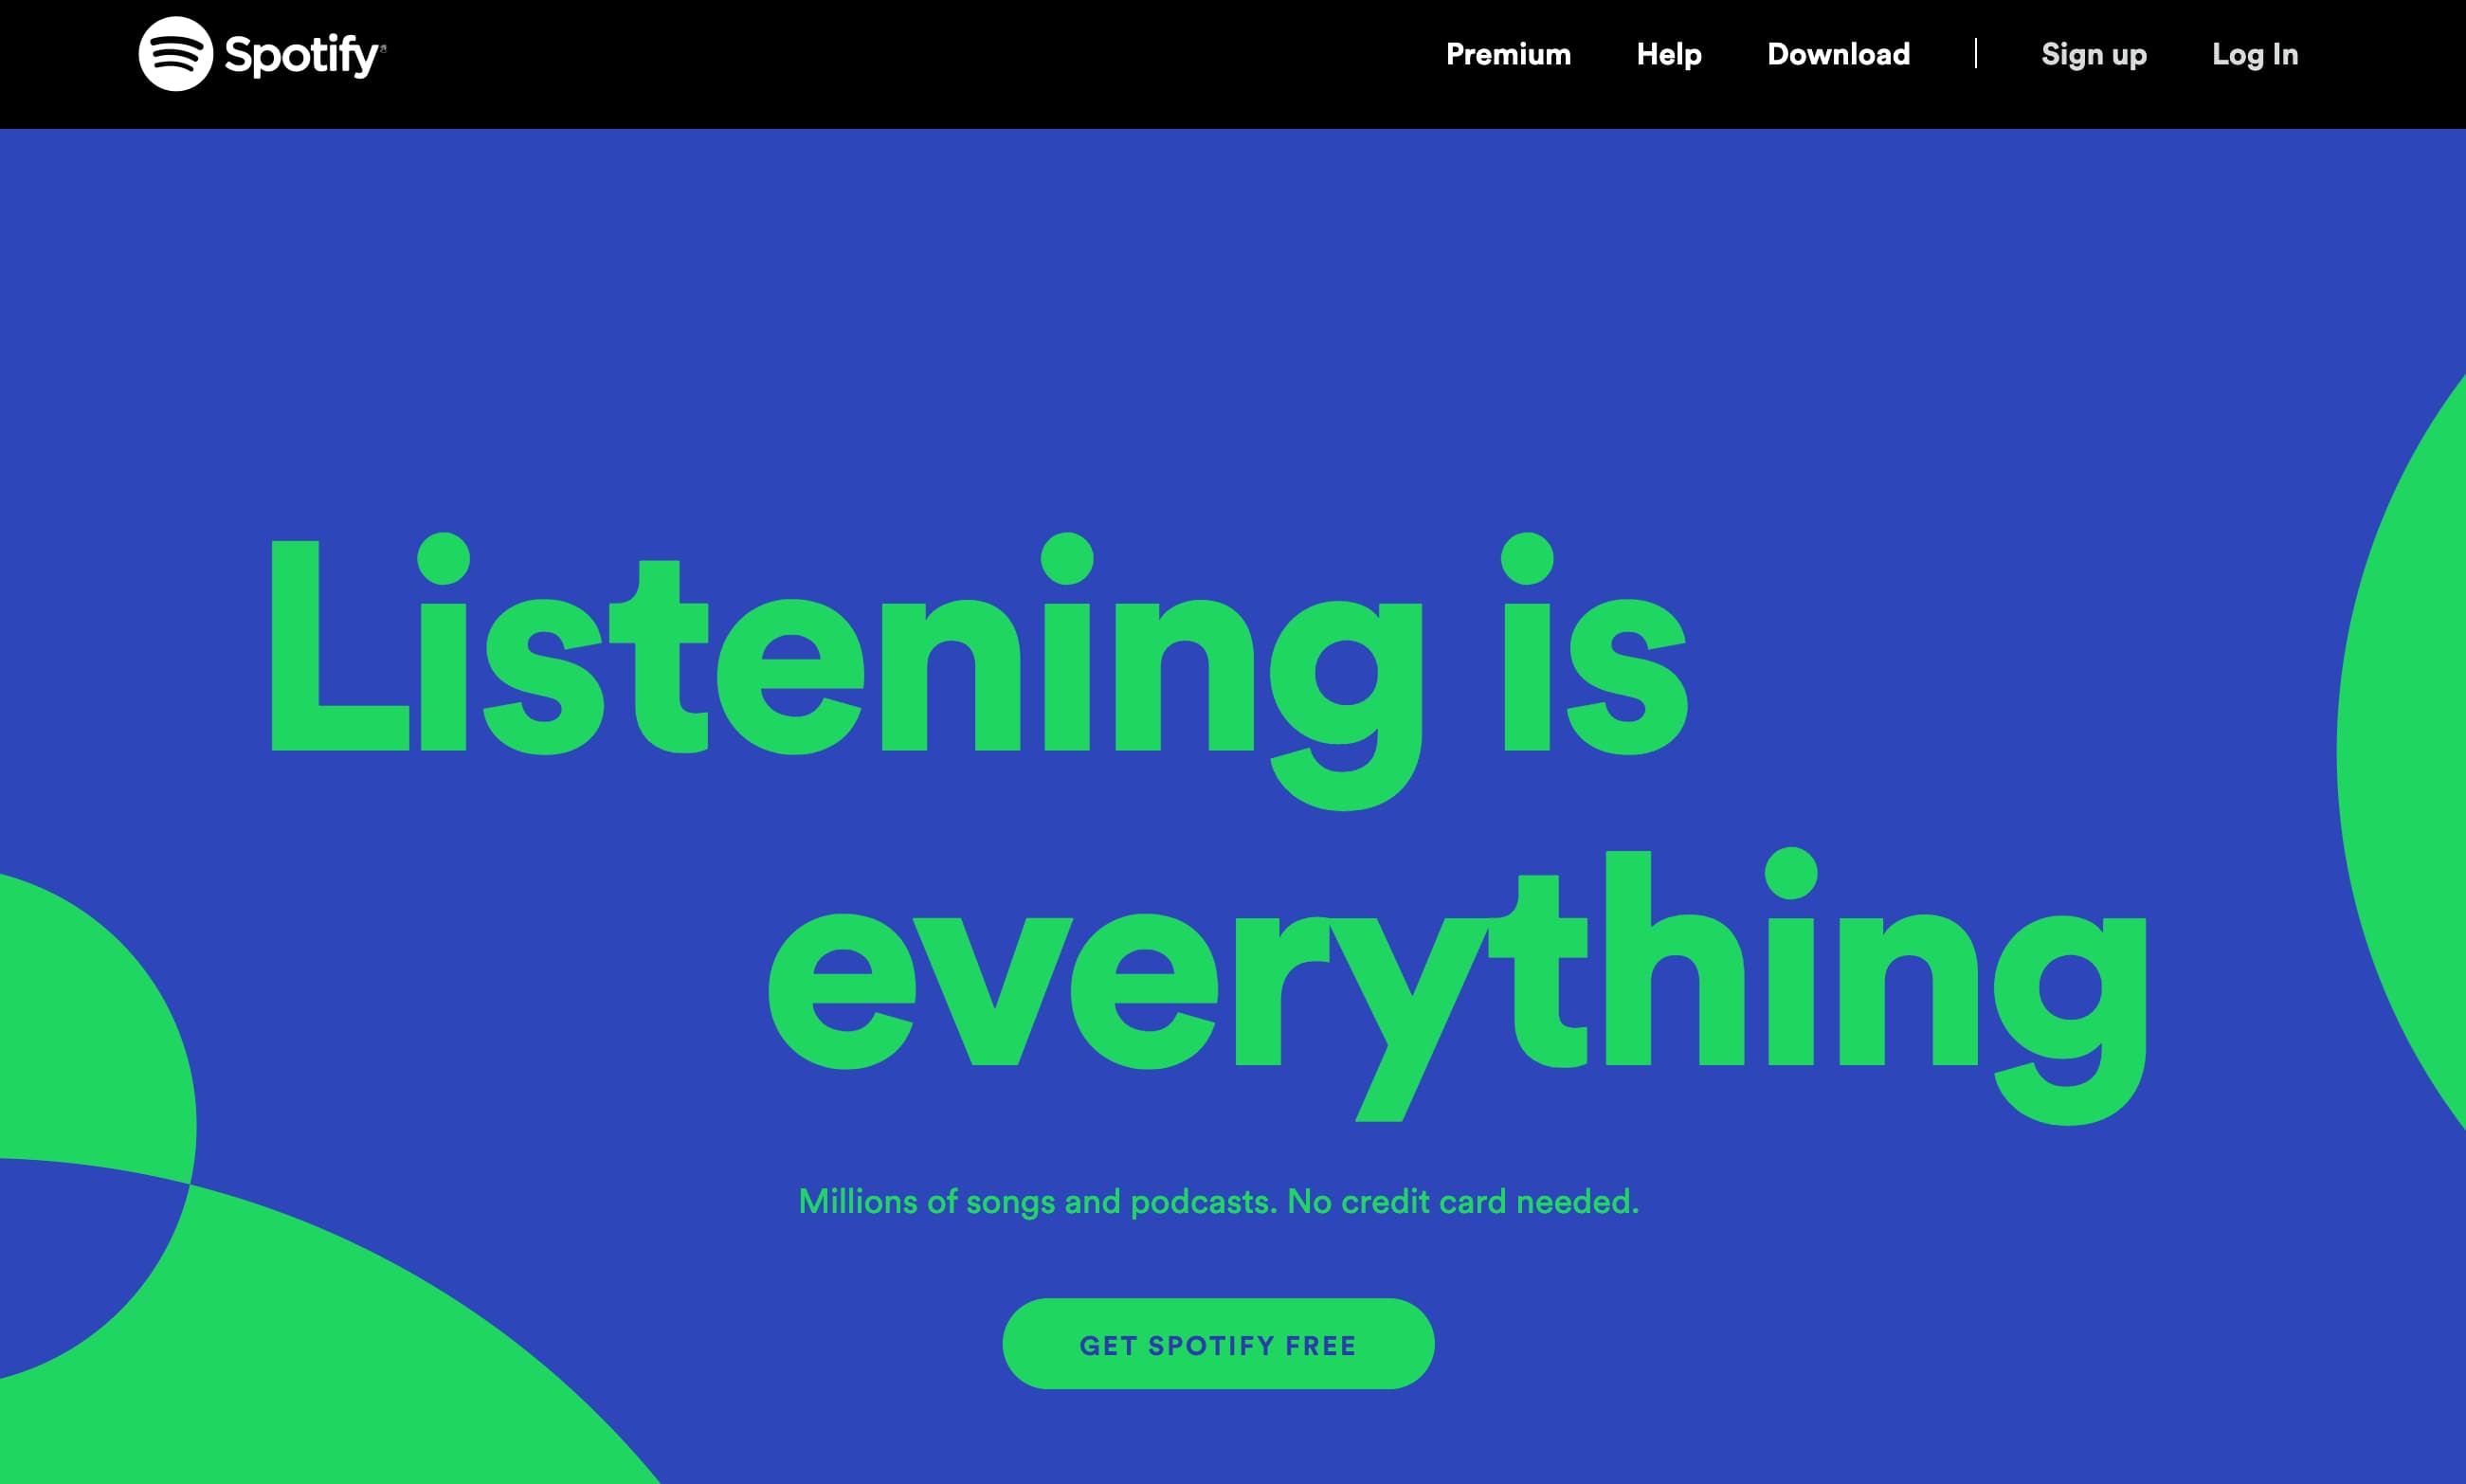 Spotify
Premium Help Download Sign up Log In
Listening is
everything
Millions of songs and podcasts. No credit card needed.
GET SPOTIFY FREE